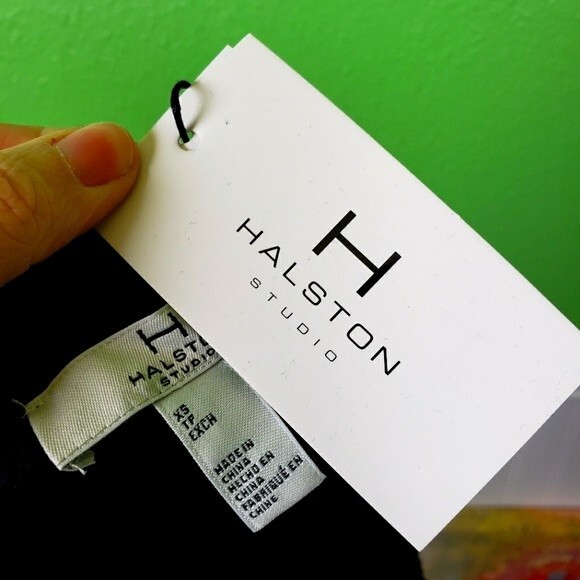 H
HALSTON
STUDIO
H
HALSTON
STUDIO
XS
TP
EXCH
MADE IN
CHINA
HECHO EN
CHINA
FABRIQUÉ EN
CHINE